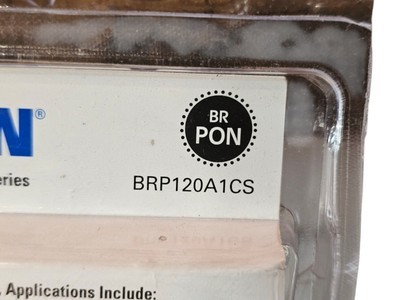 BR
PON
N®
eries
BRP120A1CS
Applications Include: